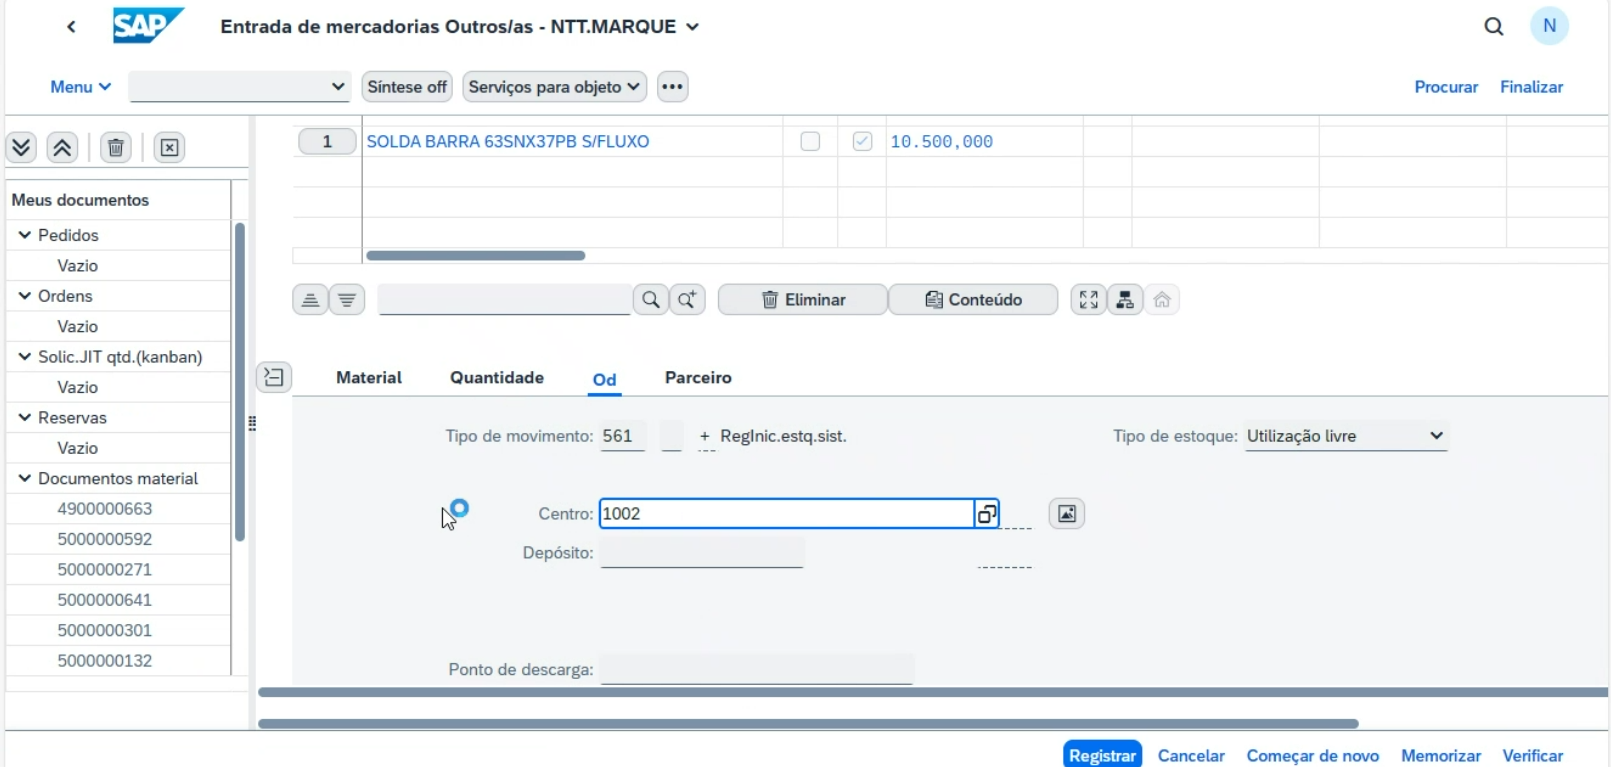 SAP Entrada de mercadorias Outros/as - NTT.MARQUE N
Menu Síntese off Serviços para objeto ••• Procurar Finalizar
1 SOLDA BARRA 63SNX37PB S/FLUXO 10.500,000
Meus documentos
Pedidos
Vazio
Ordens
Vazio
Solic.JIT qtd.(kanban)
Vazio
Reservas
Vazio
Documentos material
4900000663
5000000592
5000000271
5000000641
5000000301
5000000132
Eliminar Conteúdo
Material Quantidade Od Parceiro
Tipo de movimento: 561 + RegInic.estq.sist. Tipo de estoque: Utilização livre
Centro: 1002
Depósito:
Ponto de descarga:
Registrar Cancelar Começar de novo Memorizar Verificar